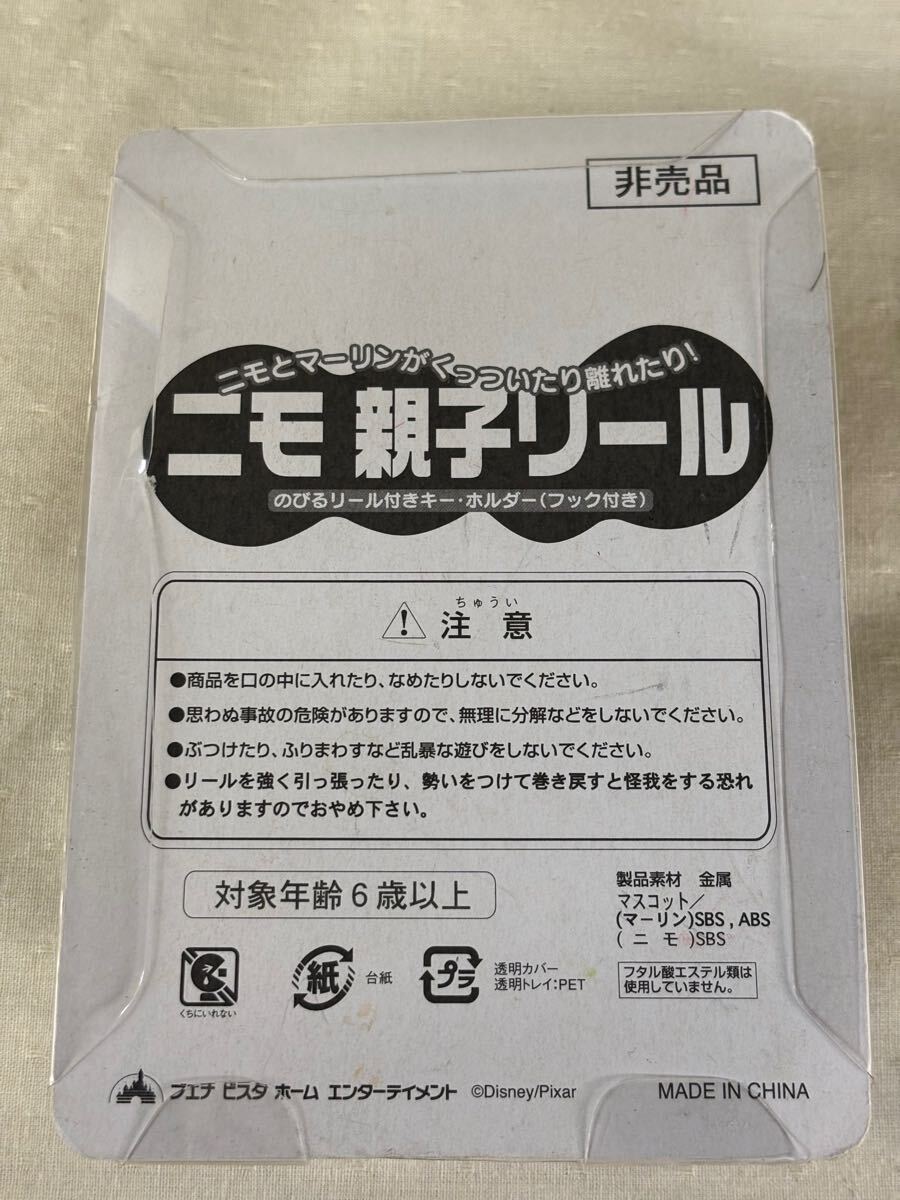 非売品
ニモとマーリンがくっついたり離れたり!
ニモ 親子リール
のびるリール付きキー・ホルダー(フック付き)
ちゅうい
注 意
●商品を口の中に入れたり、なめたりしないでください。
●思わぬ事故の危険がありますので、無理に分解などをしないでください。
●ぶつけたり、ふりまわすなど乱暴な遊びをしないでください。
●リールを強く引っ張ったり、勢いをつけて巻き戻すと怪我をする恐れ
がありますのでおやめ下さい。
対象年齢6歳以上
製品素材 金属
マスコット/
(マーリン)SBS , ABS
( ニ モ )SBS
くちにいれない
紙 台紙
プラ 透明カバー
透明トレイ:PET
フタル酸エステル類は
使用していません。
ブエナ ビスタ ホーム エンターテイメント ©Disney/Pixar MADE IN CHINA